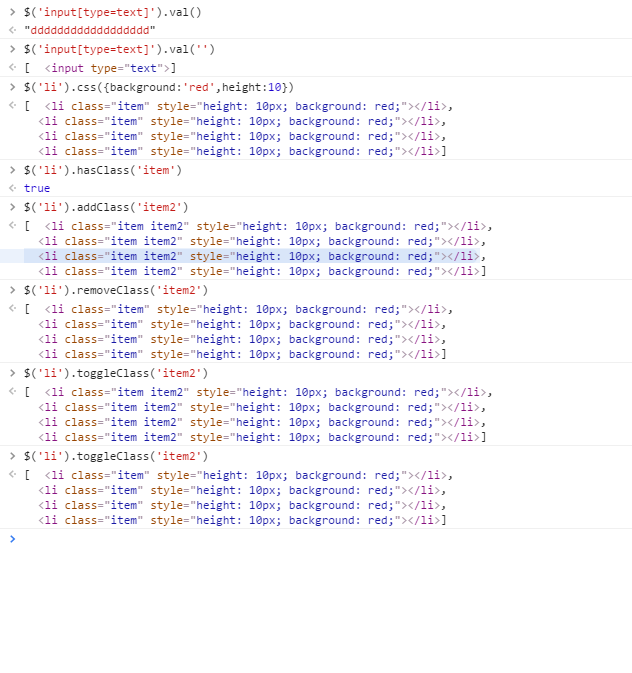 > $('input[type=text]').val()
<· "dddddddddddddddddd"
> $('input[type=text]').val('')
<· [  <input type="text">]
> $('li').css({background:'red',height:10})
<· [  <li class="item" style="height: 10px; background: red;"></li>,
<li class="item" style="height: 10px; background: red;"></li>,
<li class="item" style="height: 10px; background: red;"></li>,
<li class="item" style="height: 10px; background: red;"></li>]
> $('li').hasClass('item')
<· true
> $('li').addClass('item2')
<· [  <li class="item item2" style="height: 10px; background: red;"></li>,
<li class="item item2" style="height: 10px; background: red;"></li>,
<li class="item item2" style="height: 10px; background: red;"></li>,
<li class="item item2" style="height: 10px; background: red;"></li>]
> $('li').removeClass('item2')
<· [  <li class="item" style="height: 10px; background: red;"></li>,
<li class="item" style="height: 10px; background: red;"></li>,
<li class="item" style="height: 10px; background: red;"></li>,
<li class="item" style="height: 10px; background: red;"></li>]
> $('li').toggleClass('item2')
<· [  <li class="item item2" style="height: 10px; background: red;"></li>,
<li class="item item2" style="height: 10px; background: red;"></li>,
<li class="item item2" style="height: 10px; background: red;"></li>,
<li class="item item2" style="height: 10px; background: red;"></li>]
> $('li').toggleClass('item2')
<· [  <li class="item" style="height: 10px; background: red;"></li>,
<li class="item" style="height: 10px; background: red;"></li>,
<li class="item" style="height: 10px; background: red;"></li>,
<li class="item" style="height: 10px; background: red;"></li>]
>